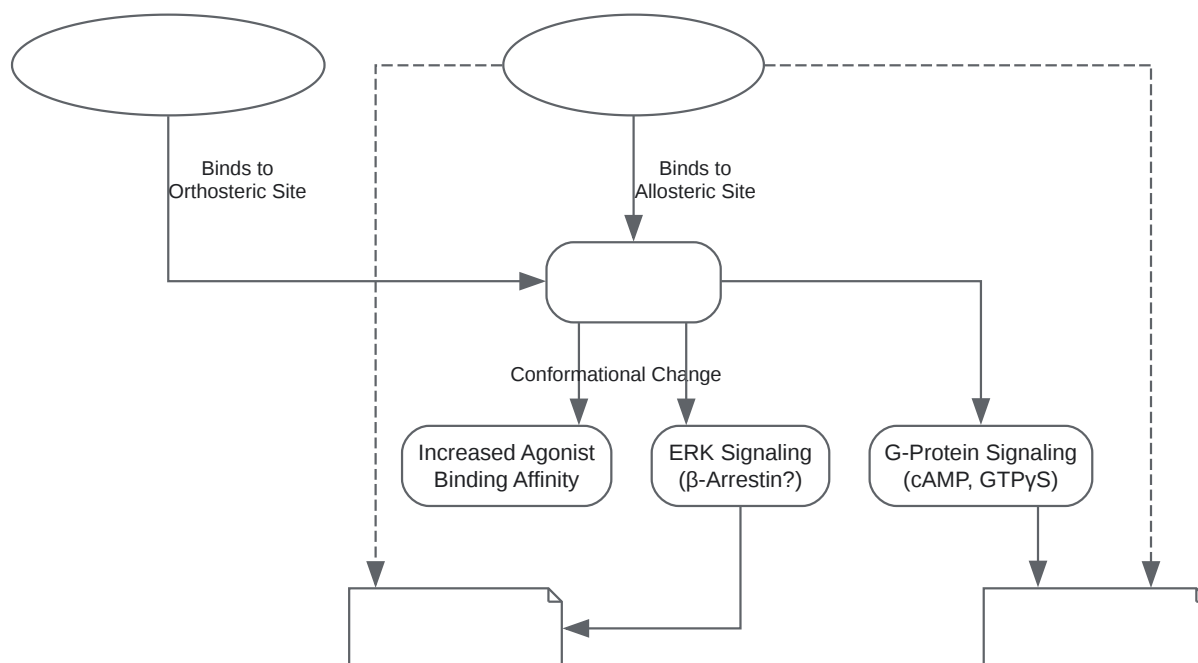 Binds to
Orthosteric Site
Binds to
Allosteric Site
Conformational Change
Increased Agonist
Binding Affinity
ERK Signaling
(β-Arrestin?)
G-Protein Signaling
(cAMP, GTPγS)